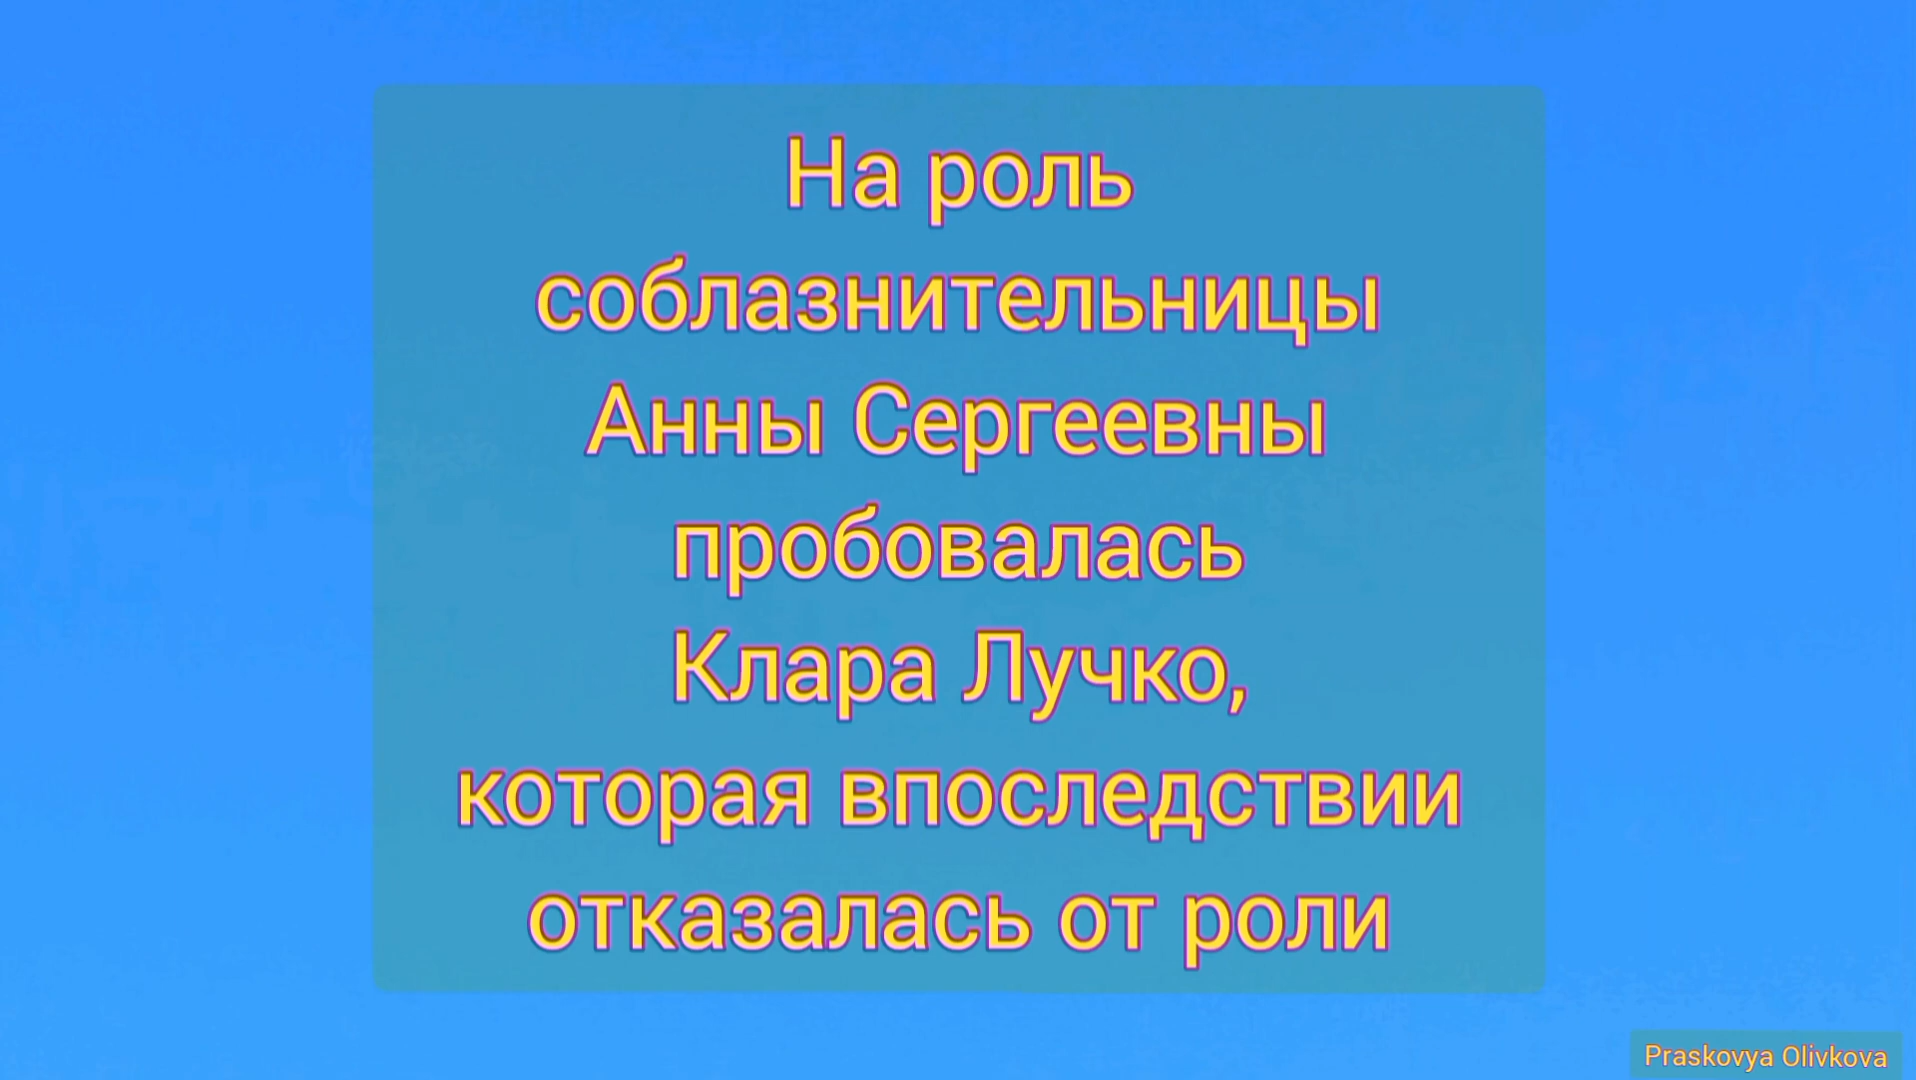 На роль
соблазнительницы
Анны Сергеевны
пробовалась
Клара Лучко,
которая впоследствии
отказалась от роли
Praskovya Olivkova